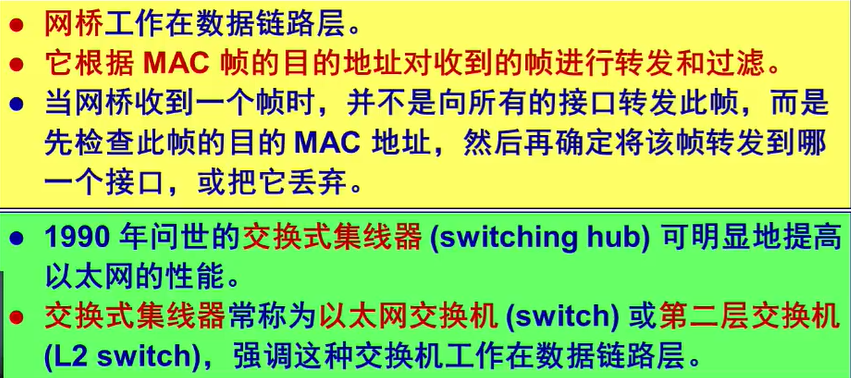 ● 网桥工作在数据链路层。
● 它根据 MAC 帧的目的地址对收到的帧进行转发和过滤。
● 当网桥收到一个帧时，并不是向所有的接口转发此帧，而是
先检查此帧的目的 MAC 地址，然后再确定将该帧转发到哪
一个接口，或把它丢弃。
● 1990 年问世的交换式集线器 (switching hub) 可明显地提高
以太网的性能。
● 交换式集线器常称为以太网交换机 (switch) 或第二层交换机
(L2 switch)，强调这种交换机工作在数据链路层。